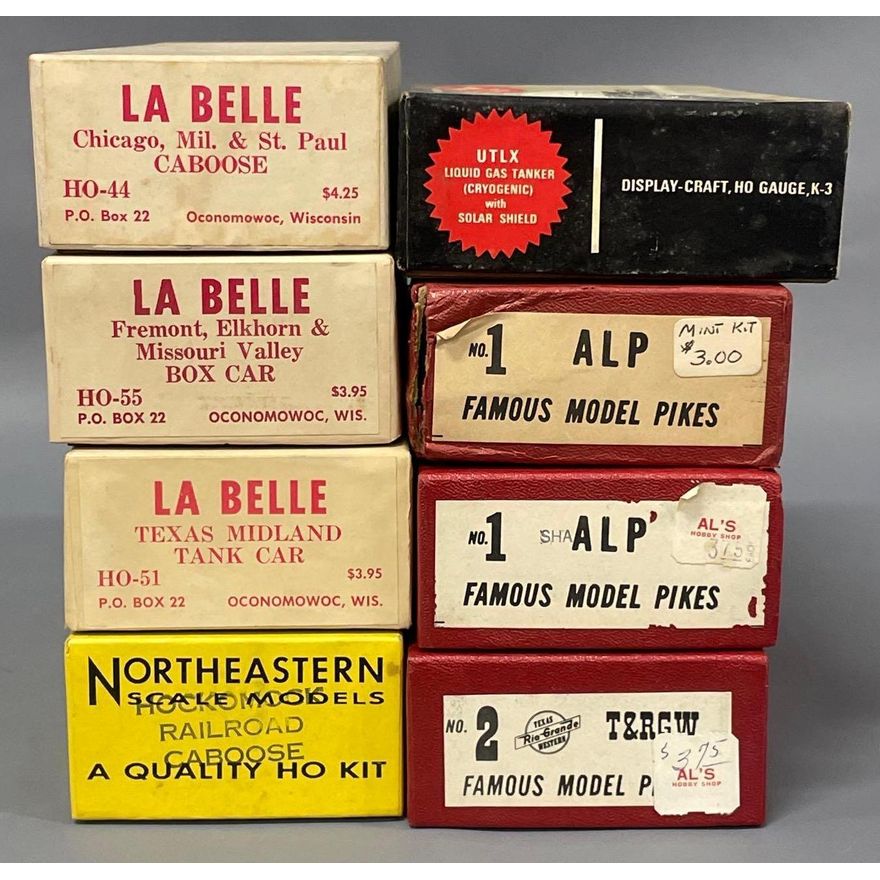 LA BELLE
Chicago, Mil. & St. Paul
CABOOSE
HO-44 $4.25
P.O. Box 22 Oconomowoc, Wisconsin
LA BELLE
Fremont, Elkhorn &
Missouri Valley
BOX CAR
HO-55 $3.95
P.O. BOX 22 OCONOMOWOC, WIS.
LA BELLE
TEXAS MIDLAND
TANK CAR
HO-51 $3.95
P.O. BOX 22 OCONOMOWOC, WIS.
NORTHEASTERN
SCALE MODELS
HOCKOMOCK
RAILROAD
CABOOSE
A QUALITY HO KIT
UTLX
LIQUID GAS TANKER
(CRYOGENIC)
with
SOLAR SHIELD
DISPLAY-CRAFT, HO GAUGE, K-3
NO. 1 ALP
MINT KIT
$3.00
FAMOUS MODEL PIKES
NO. 1 SHA ALP
AL'S
HOBBY SHOP
FAMOUS MODEL PIKES
NO. 2
TEXAS
Rio Grande
WESTERN
T&RGW
$3.75
AL'S
HOBBY SHOP
FAMOUS MODEL P